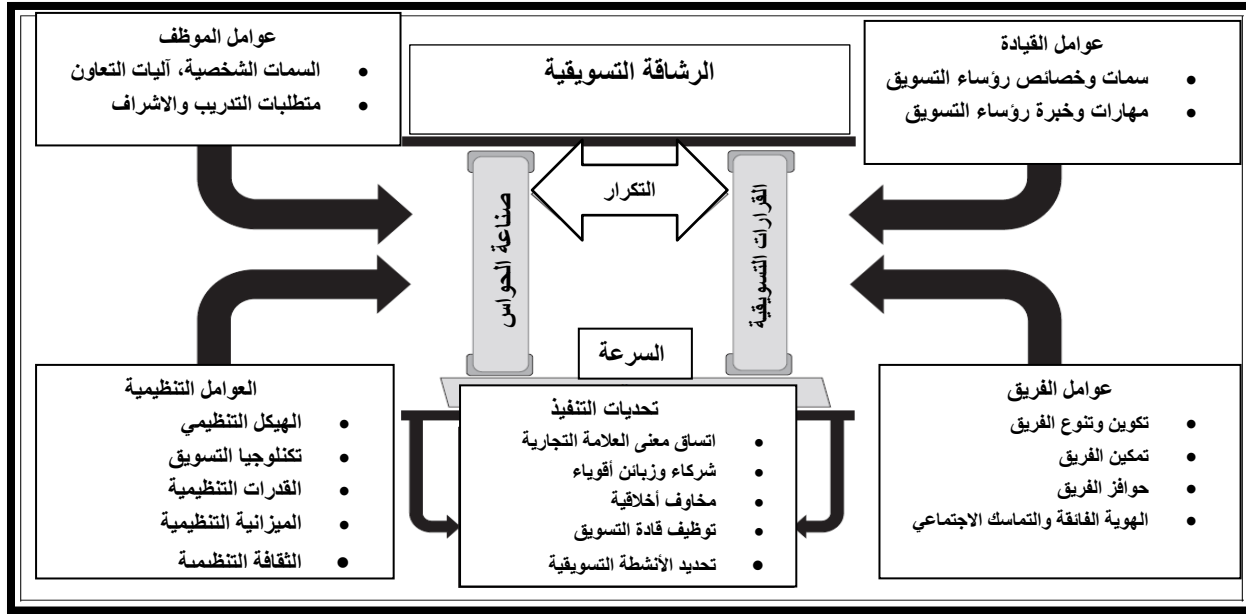 عوامل القيادة
سمات وخصائص رؤساء التسويق
مهارات وخبرة رؤساء التسويق
الرشاقة التسويقية
عوامل الموظف
السمات الشخصية، آليات التعاون
متطلبات التدريب والاشراف
التكرار
القرارات التسويقية
صناعة الحواس
السرعة
عوامل الفريق
تكوين وتنوع الفريق
تمكين الفريق
حوافز الفريق
الهوية الفائقة والتماسك الاجتماعي
تحديات التنفيذ
اتساق معنى العلامة التجارية
شركاء وزبائن أقوياء
مخاوف أخلاقية
توظيف قادة التسويق
تحديد الأنشطة التسويقية
العوامل التنظيمية
الهيكل التنظيمي
تكنلوجيا التسويق
القدرات التنظيمية
الميزانية التنظيمية
الثقافة التنظيمية